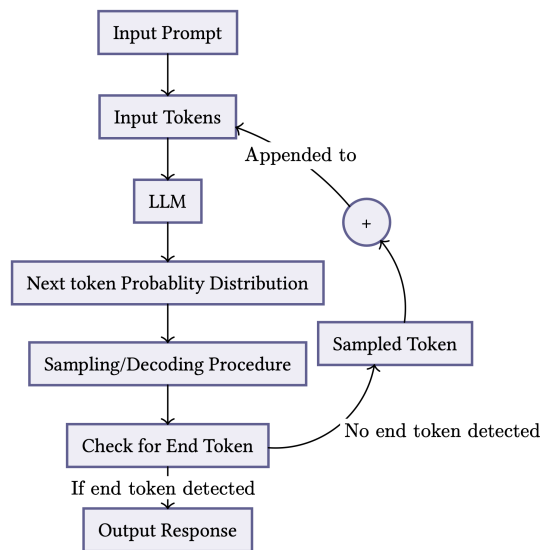 Input Prompt
Input Tokens
Appended to
LLM
+
Next token Probablity Distribution
Sampled Token
Sampling/Decoding Procedure
No end token detected
Check for End Token
If end token detected
Output Response